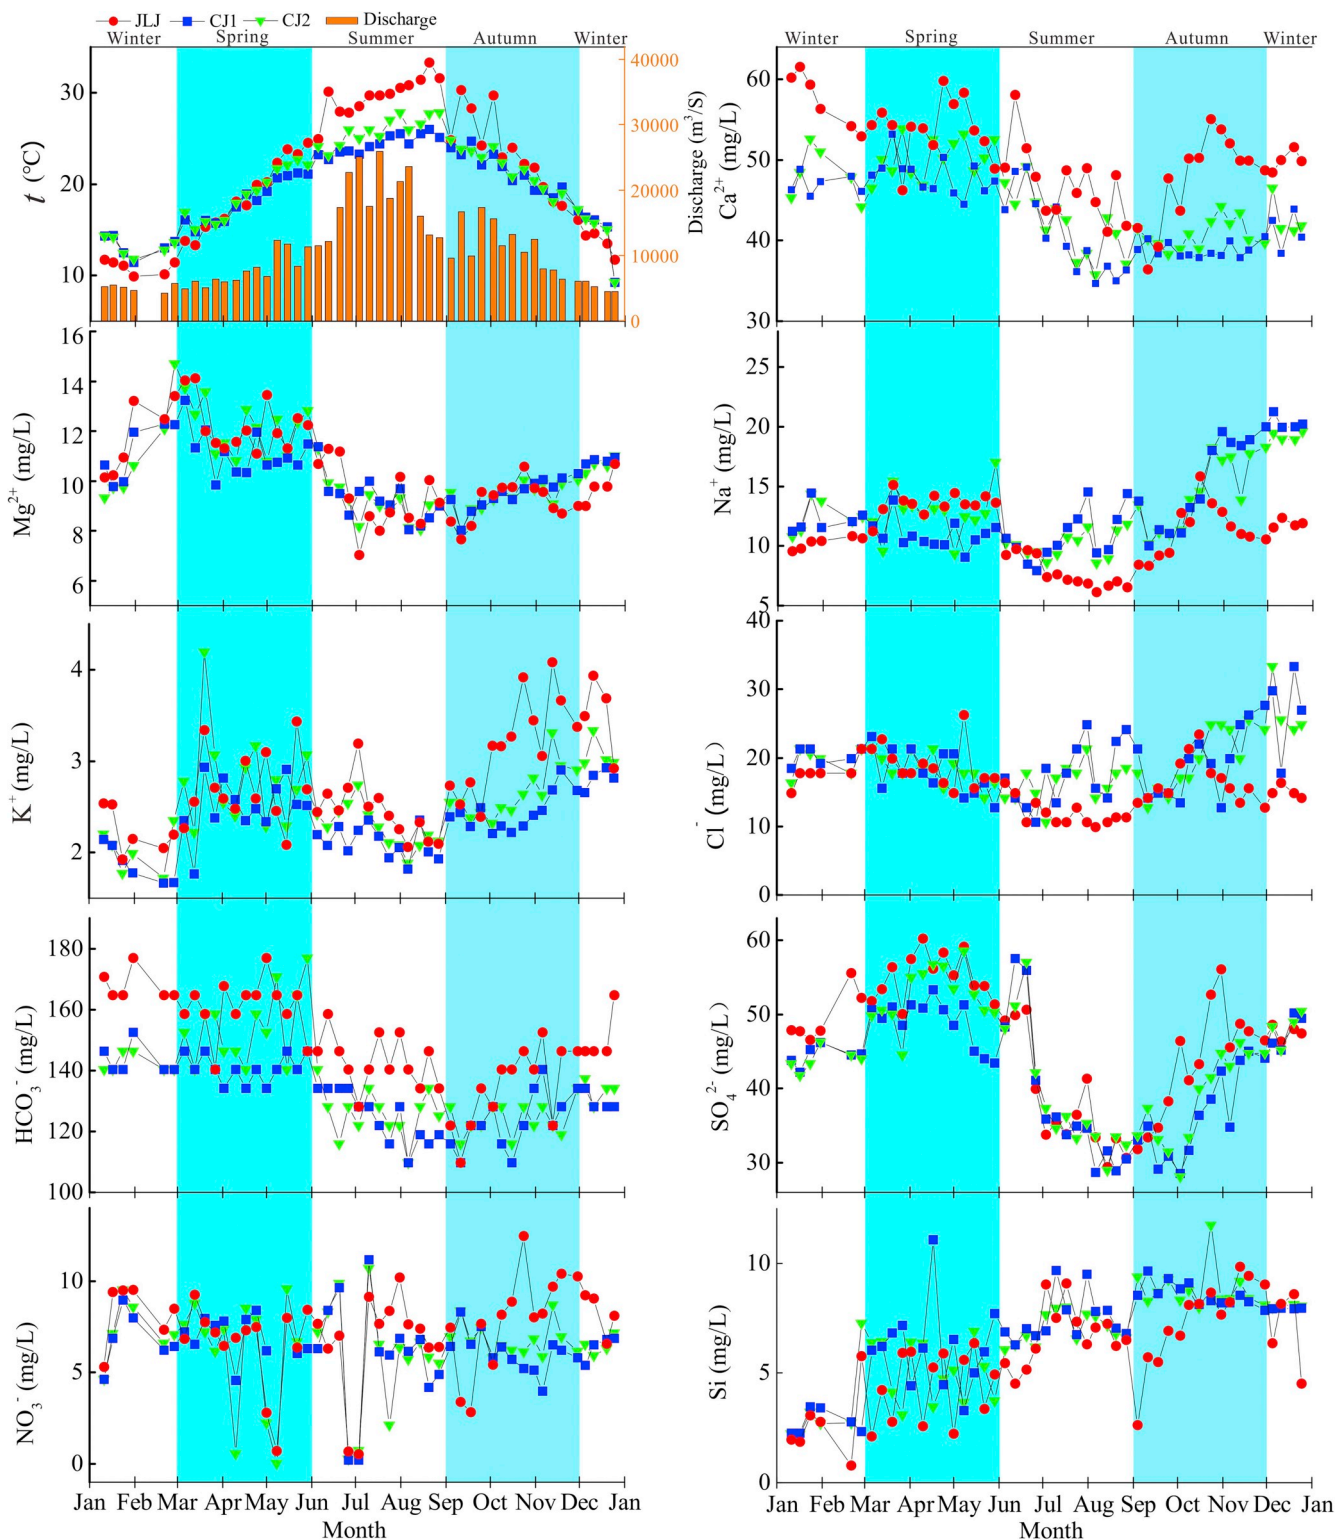 JLJ CJ1 CJ2 Discharge
Winter Spring Summer Autumn Winter
Winter Spring Summer Autumn Winter
t (°C)
30
20
10
40000
30000
20000
10000
0
Discharge (m³/S)
Ca²⁺ (mg/L)
60
50
40
30
Mg²⁺ (mg/L)
16
14
12
10
8
6
Na⁺ (mg/L)
25
20
15
10
5
K⁺ (mg/L)
4
3
2
Cl⁻ (mg/L)
40
30
20
10
0
HCO₃⁻ (mg/L)
180
160
140
120
100
SO₄²⁻ (mg/L)
60
50
40
30
NO₃⁻ (mg/L)
10
5
0
Si (mg/L)
10
5
0
Jan Feb Mar Apr May Jun Jul Aug Sep Oct Nov Dec Jan
Month
Jan Feb Mar Apr May Jun Jul Aug Sep Oct Nov Dec Jan
Month